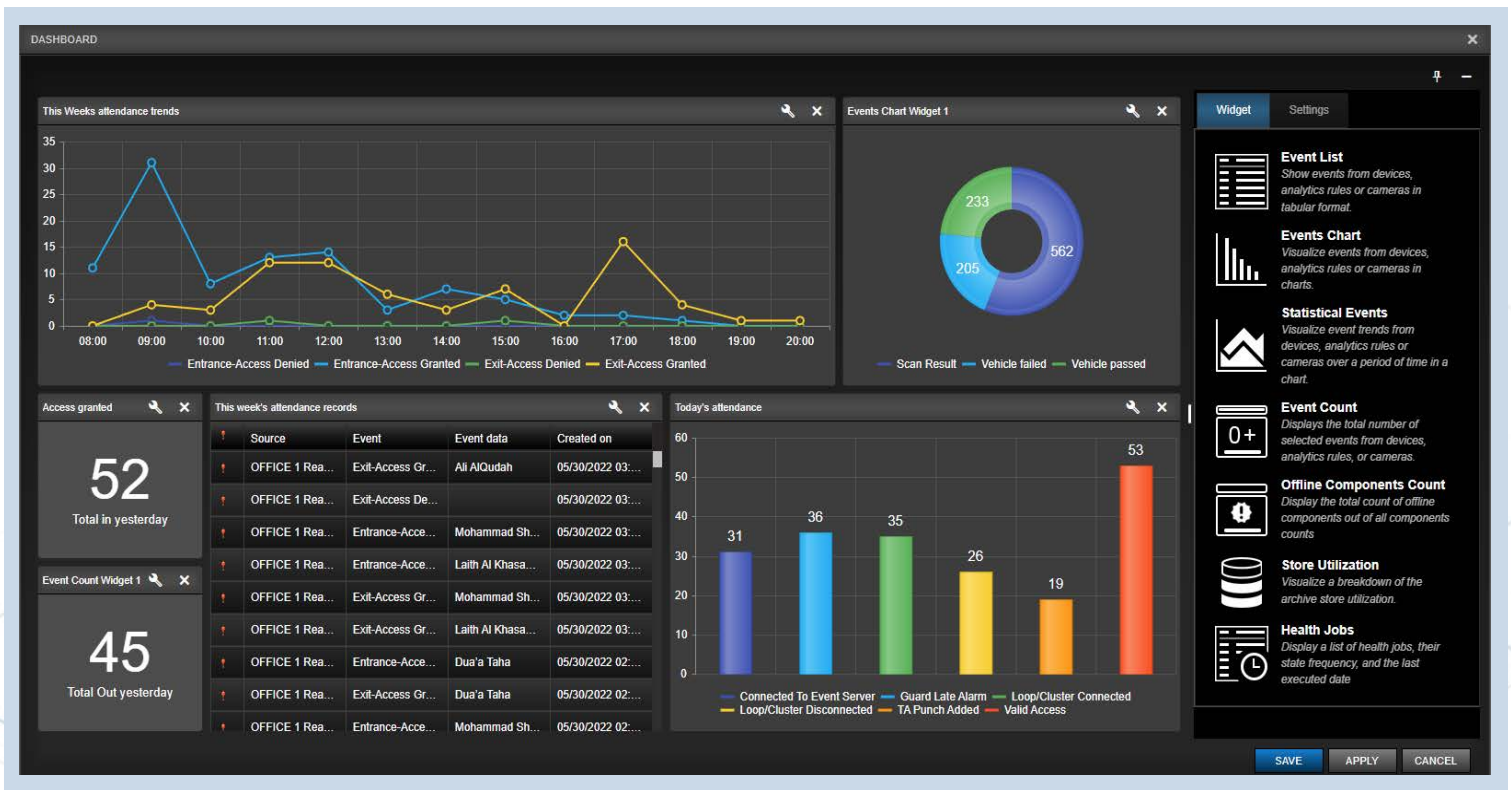 DASHBOARD
This Weeks attendance trends
35
30
25
20
15
10
5
0
08:00 09:00 10:00 11:00 12:00 13:00 14:00 15:00 16:00 17:00 18:00 19:00 20:00
Entrance-Access Denied Entrance-Access Granted Exit-Access Denied Exit-Access Granted
Events Chart Widget 1
233
562
205
Scan Result Vehicle failed Vehicle passed
Access granted
52
Total in yesterday
Event Count Widget 1
45
Total Out yesterday
This week's attendance records
Source Event Event data Created on
OFFICE 1 Rea... Exit-Access Gr... Ali AlQudah 05/30/2022 03:...
OFFICE 1 Rea... Exit-Access De... 05/30/2022 03:...
OFFICE 1 Rea... Entrance-Acce... Mohammad Sh... 05/30/2022 03:...
OFFICE 1 Rea... Entrance-Acce... Laith Al Khasa... 05/30/2022 03:...
OFFICE 1 Rea... Exit-Access Gr... Mohammad Sh... 05/30/2022 03:...
OFFICE 1 Rea... Exit-Access Gr... Laith Al Khasa... 05/30/2022 03:...
OFFICE 1 Rea... Entrance-Acce... Dua'a Taha 05/30/2022 02:...
OFFICE 1 Rea... Exit-Access Gr... Dua'a Taha 05/30/2022 02:...
OFFICE 1 Rea... Entrance-Acce... Mohammad Sh... 05/30/2022 02:...
Today's attendance
60
50
40
30
20
10
0
31 36 35 26 19 53
Connected To Event Server Guard Late Alarm Loop/Cluster Connected
Loop/Cluster Disconnected TA Punch Added Valid Access
Widget Settings
Event List
Show events from devices,
analytics rules or cameras in
tabular format.
Events Chart
Visualize events from devices,
analytics rules or cameras in
charts.
Statistical Events
Visualize event trends from
devices, analytics rules or
cameras over a period of time in a
chart.
0+
Event Count
Displays the total number of
selected events from devices,
analytics rules, or cameras.
Offline Components Count
Display the total count of offline
components out of all components
counts
Store Utilization
Visualize a breakdown of the
archive store utilization.
Health Jobs
Display a list of health jobs, their
state frequency, and the last
executed date
SAVE APPLY CANCEL